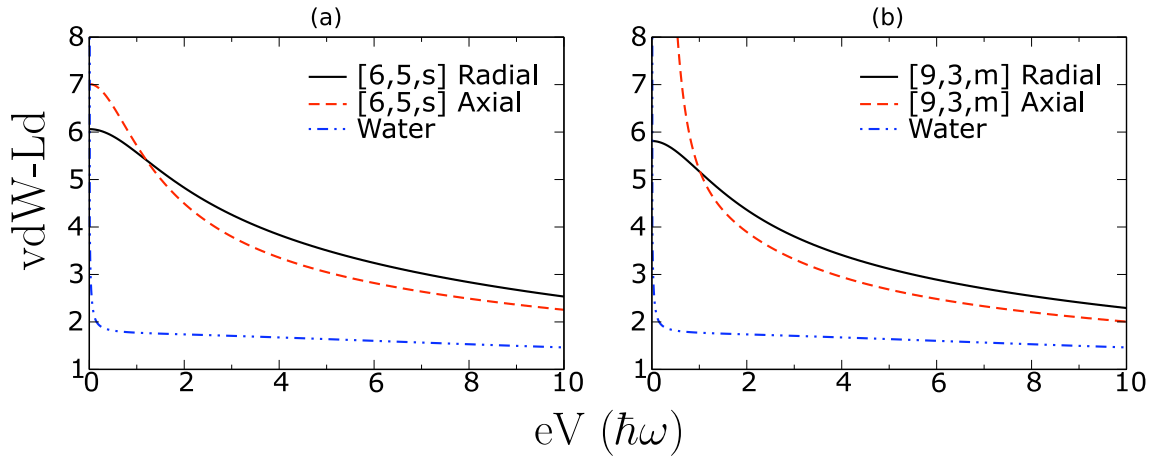 (a)
(b)
vdW-Ld
8
7
6
5
4
3
2
1
0
2
4
6
8
10
[6,5,s] Radial
[6,5,s] Axial
Water
8
7
6
5
4
3
2
1
0
2
4
6
8
10
[9,3,m] Radial
[9,3,m] Axial
Water
eV (ℏω)